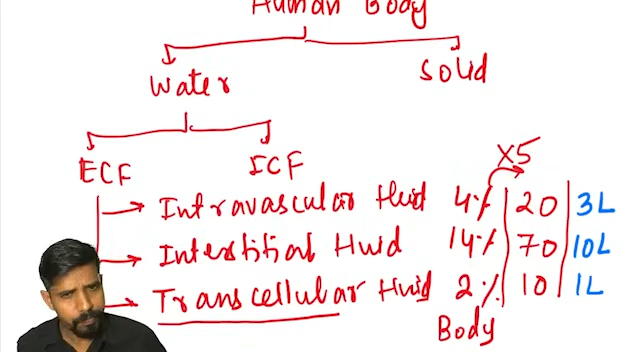 Human Body
Water Solid
ECF ICF
X5
Intravascular Fluid 4% 20 3L
Interstitial Fluid 14% 70 10L
Transcellular Fluid 2% 10 1L
Body